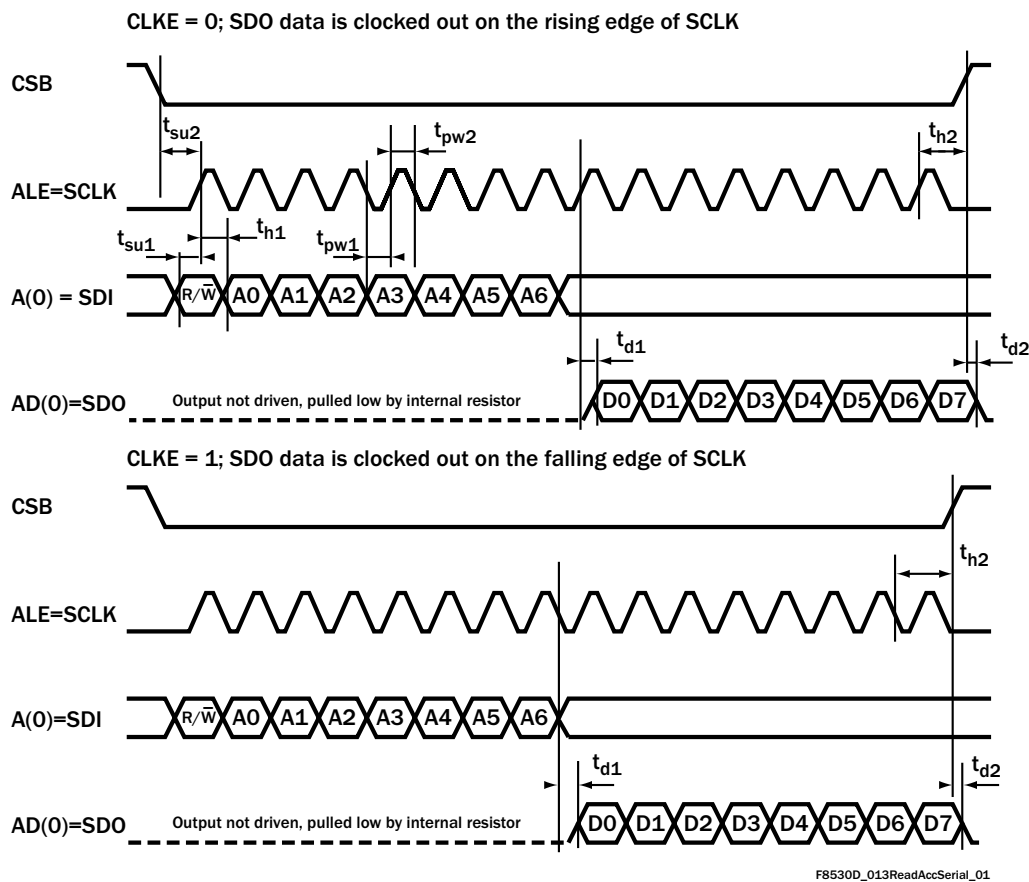 CLKE = 0; SDO data is clocked out on the rising edge of SCLK
CSB
tsu2
tpw2
th2
ALE=SCLK
tsu1
th1
tpw1
A(0) = SDI
R/W̅ A0 A1 A2 A3 A4 A5 A6
td1
td2
AD(0)=SDO
Output not driven, pulled low by internal resistor
D0 D1 D2 D3 D4 D5 D6 D7
CLKE = 1; SDO data is clocked out on the falling edge of SCLK
CSB
th2
ALE=SCLK
A(0)=SDI
R/W̅ A0 A1 A2 A3 A4 A5 A6
td1
td2
AD(0)=SDO
Output not driven, pulled low by internal resistor
D0 D1 D2 D3 D4 D5 D6 D7
F8530D_013ReadAccSerial_01